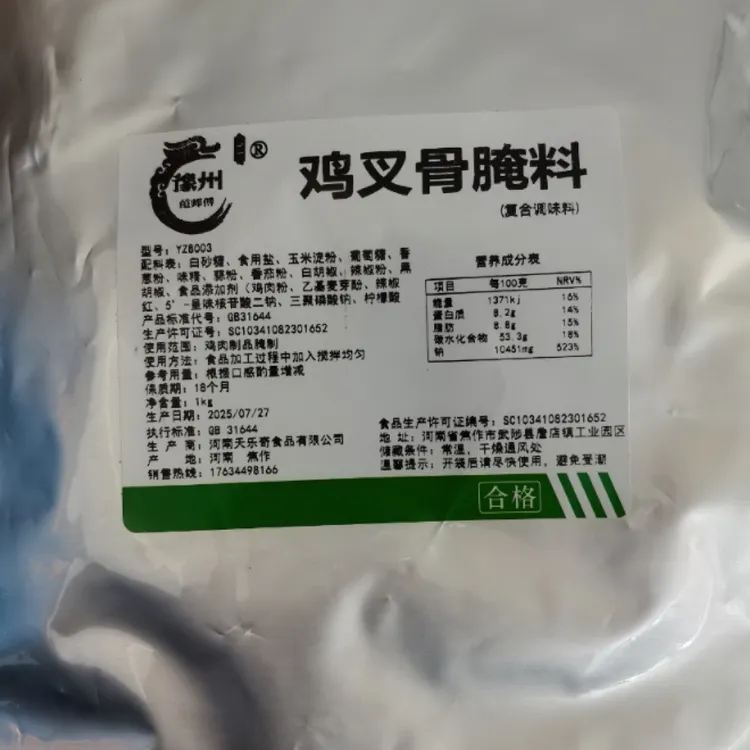 豫州
®
鸡叉骨腌料
(复合调味料)
型号：YZ8003
配料表：白砂糖、食用盐、玉米淀粉、葡萄糖、香
葱粉、味精、蒜粉、番茄粉、白胡椒、辣椒粉、黑
胡椒、食品添加剂（鸡肉粉、乙基麦芽酚、辣椒
红、5'-呈味核苷酸二钠、三聚磷酸钠、柠檬酸
产品标准代号：GB31644
生产许可证号：SC10341082301652
使用范围：鸡肉制品腌制
使用方法：食品加工过程中加入搅拌均匀
参考用量：根据口感酌量增减
保质期：18个月
净含量：1kg
生产日期：2025/07/27
执行标准：GB 31644
生 产 商：河南天乐奇食品有限公司
产 地：河南 焦作
销售热线：17634498166
营养成分表
项目 每100克 NRV%
能量 1371kj 16%
蛋白质 8.2g 14%
脂肪 8.8g 15%
碳水化合物 53.3g 18%
钠 10451mg 523%
食品生产许可证编号：SC10341082301652
地 址：河南省焦作市武陟县詹店镇工业园区
储藏条件：常温，干燥通风处
温馨提示：开袋后请尽快使用，避免受潮
合格